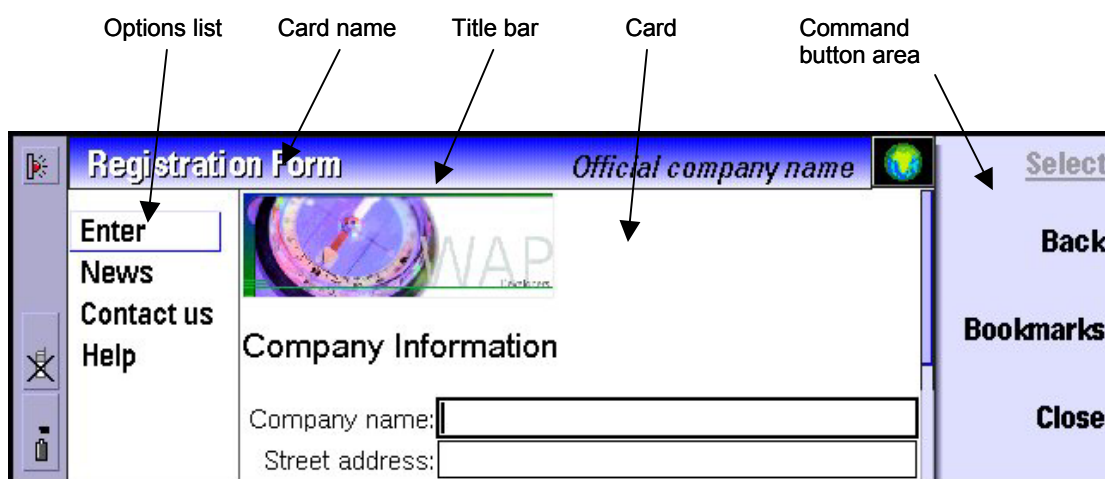 Options list Card name Title bar Card Command
button area
Registration Form Official company name Select
Enter
News
Contact us
Help
WAP
Developers
Back
Bookmarks
Close
Company Information
Company name:
Street address: